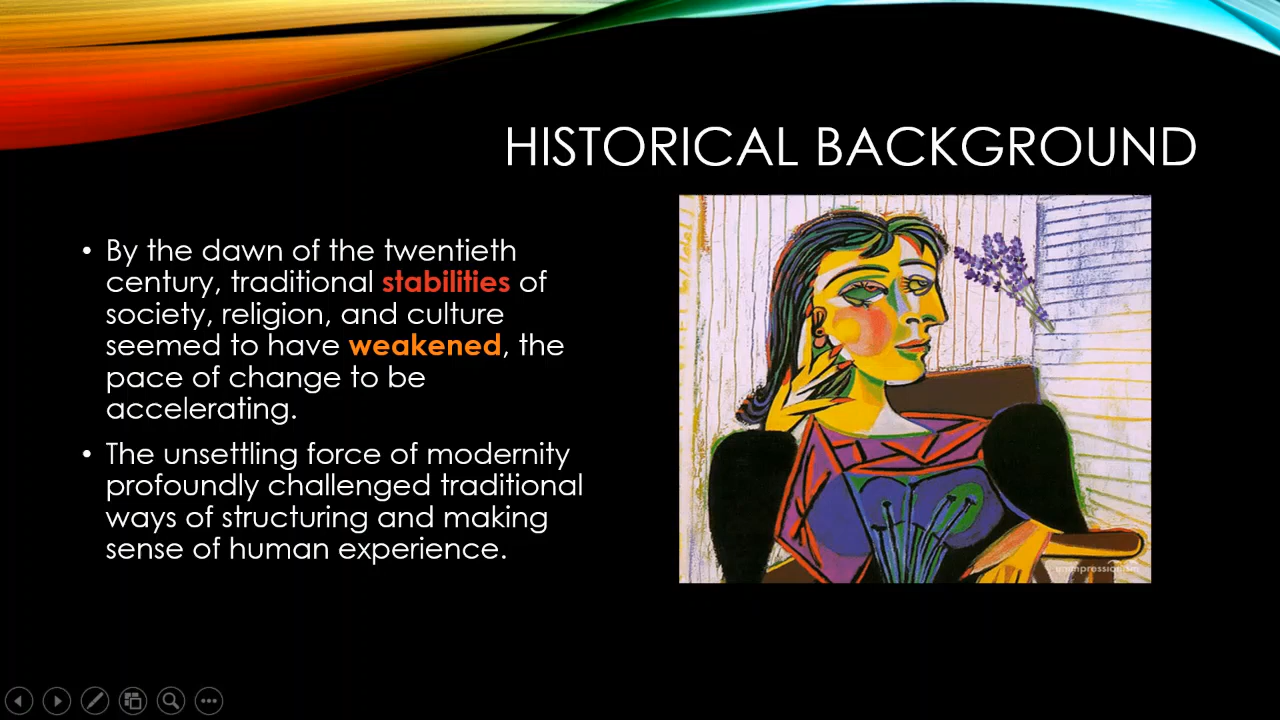 HISTORICAL BACKGROUND
• By the dawn of the twentieth
century, traditional stabilities of
society, religion, and culture
seemed to have weakened, the
pace of change to be
accelerating.
• The unsettling force of modernity
profoundly challenged traditional
ways of structuring and making
sense of human experience.